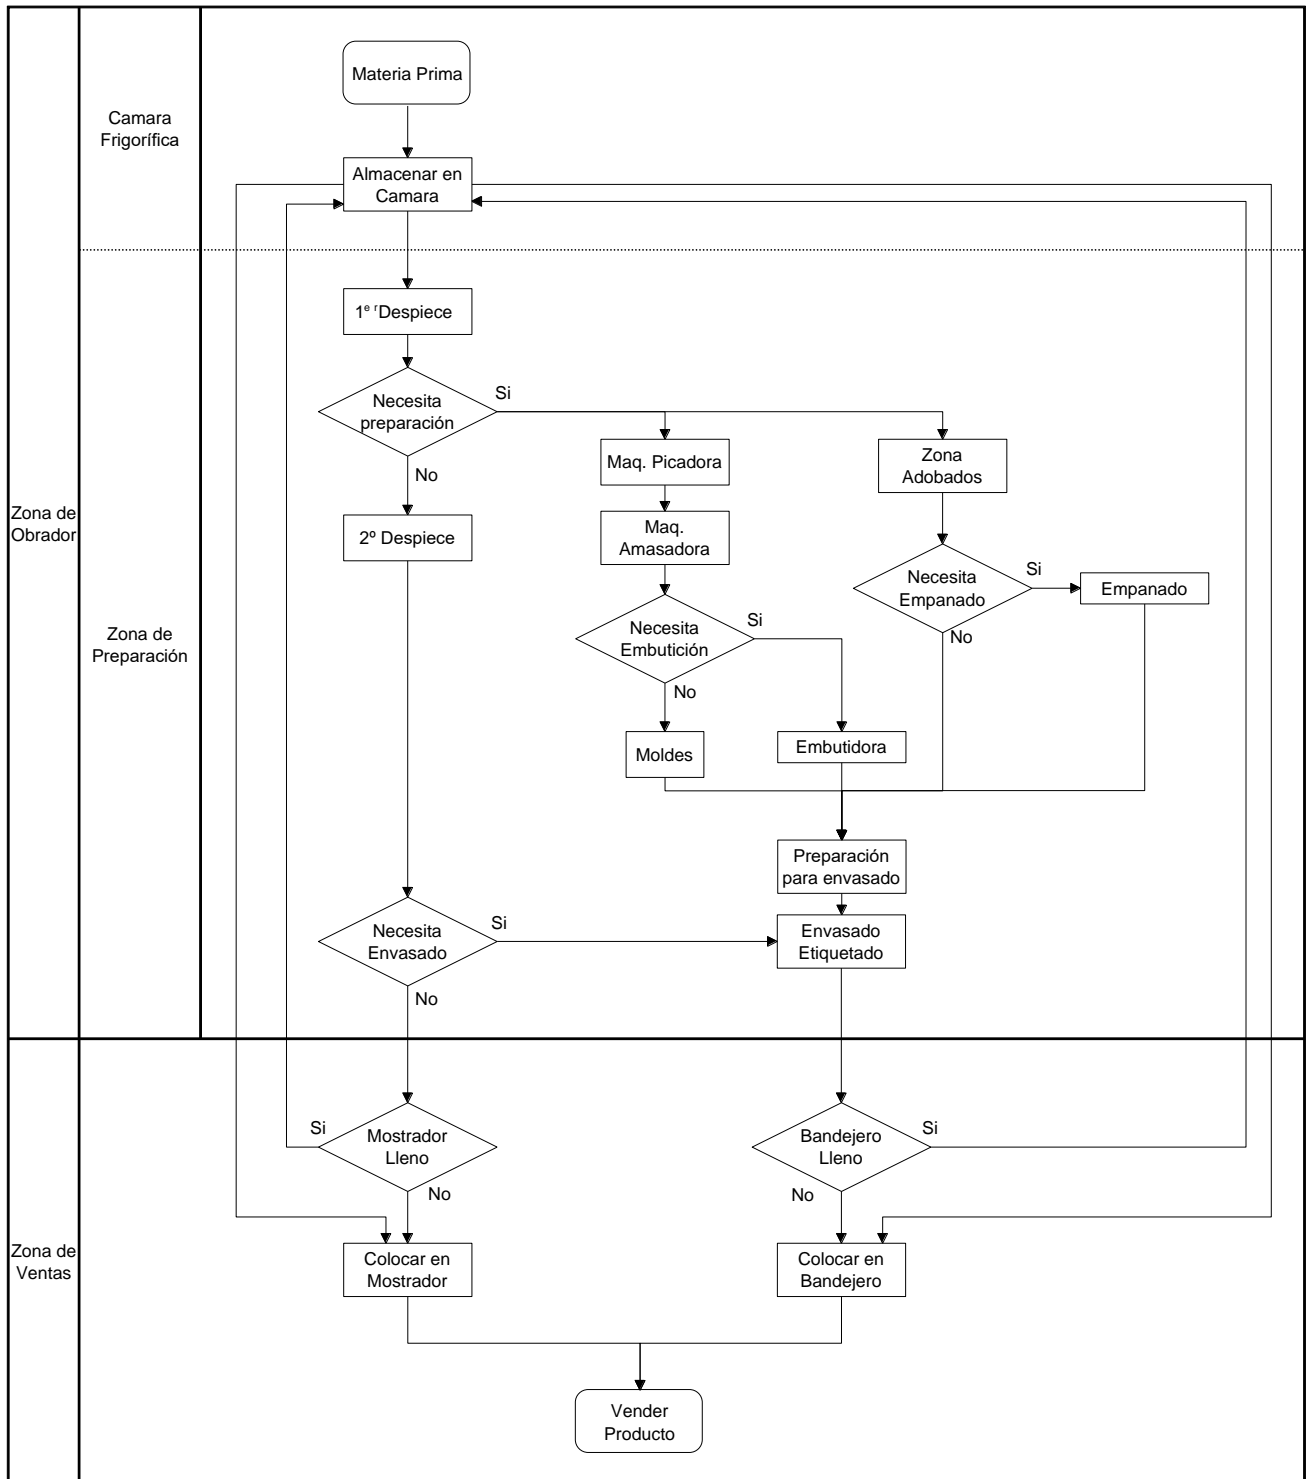 Materia Prima
Camara
Frigorífica
Almacenar en
Camara
1er Despiece
Necesita
preparación
Si
No
Maq. Picadora
Zona
Adobados
Zona de
Obrador
2º Despiece
Maq.
Amasadora
Necesita
Empanado
Si
Empanado
No
Zona de
Preparación
Necesita
Embutición
Si
No
Moldes
Embutidora
Preparación
para envasado
Necesita
Envasado
Si
No
Envasado
Etiquetado
Si
Mostrador
Lleno
No
Bandejero
Lleno
Si
No
Zona de
Ventas
Colocar en
Mostrador
Colocar en
Bandejero
Vender
Producto